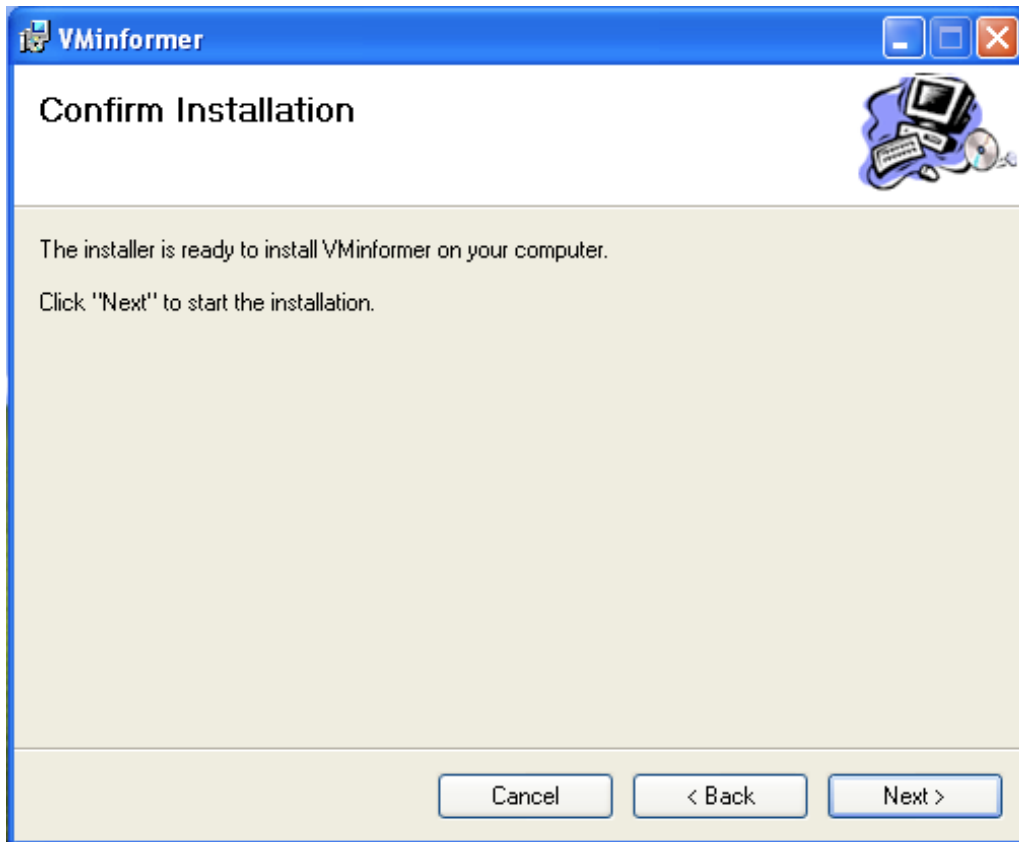 VMinformer
Confirm Installation
The installer is ready to install VMinformer on your computer.
Click "Next" to start the installation.
Cancel
< Back
Next >